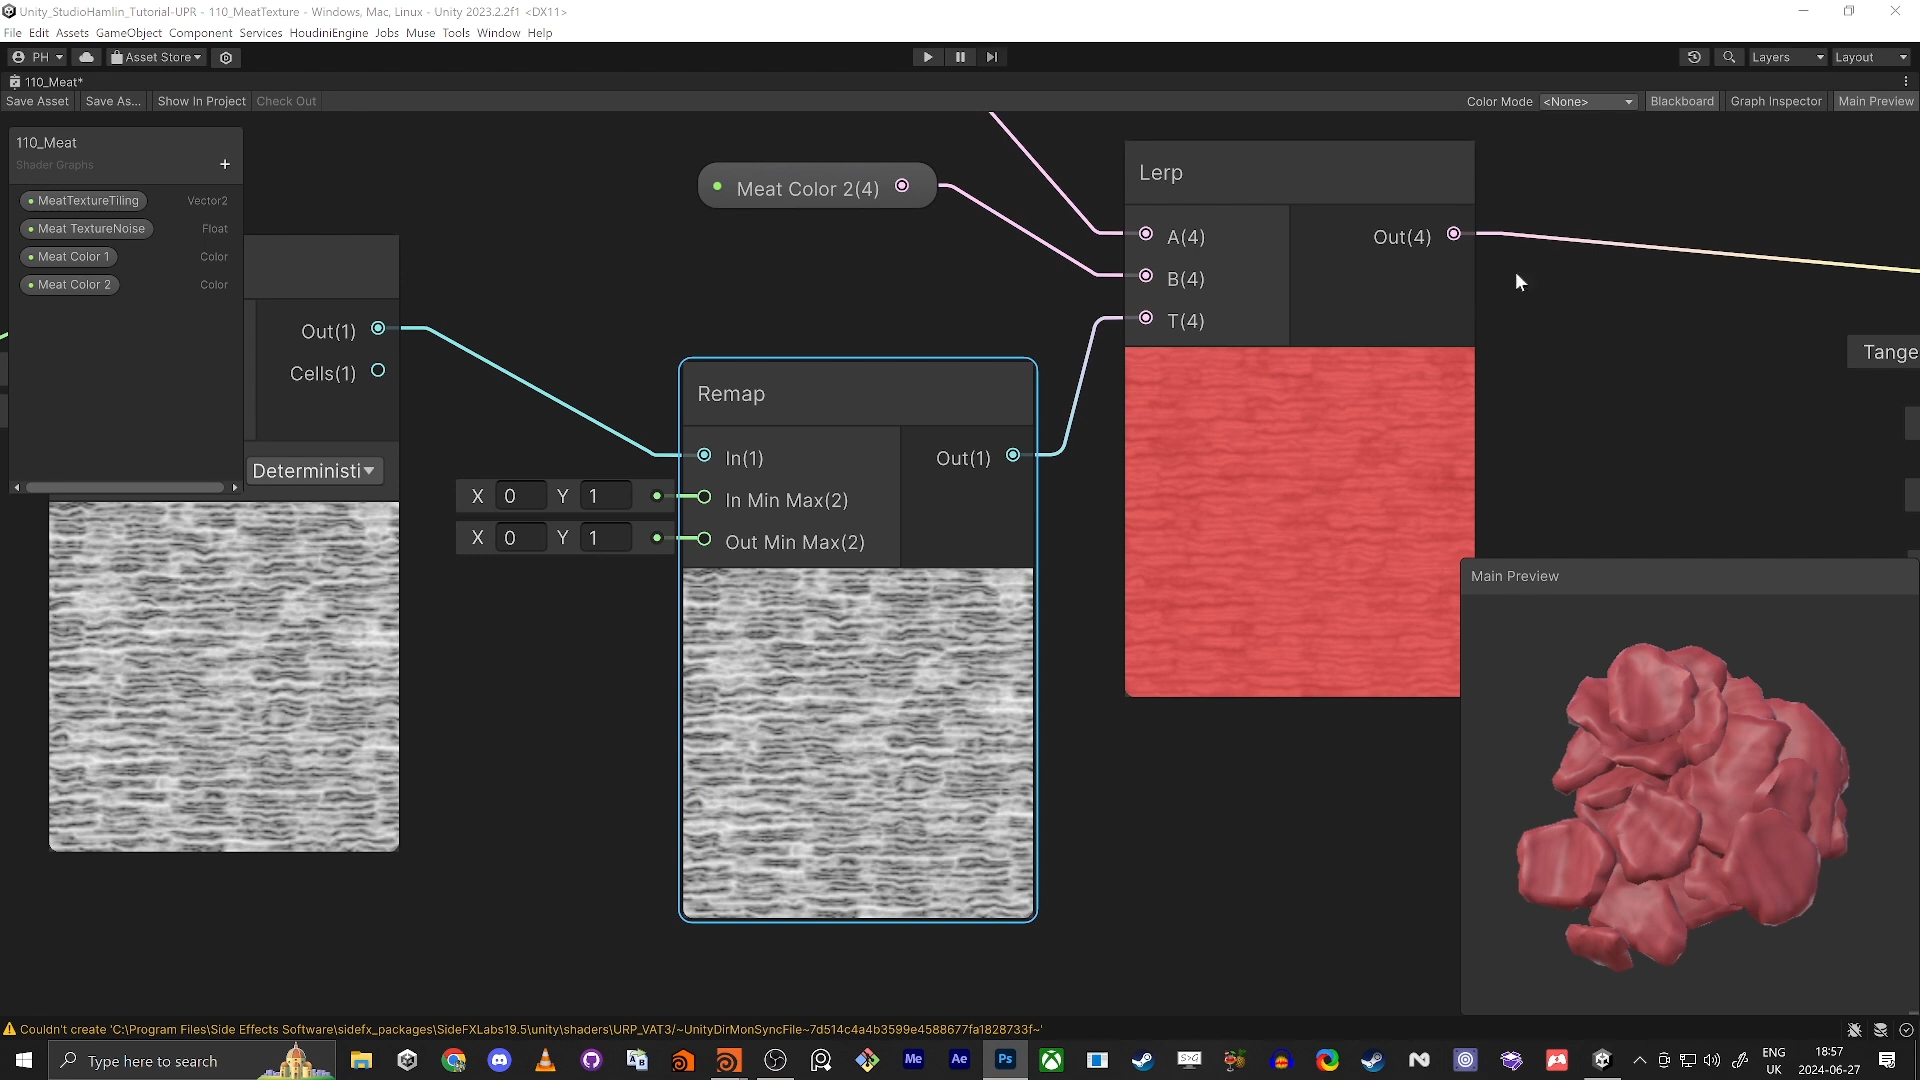 Unity_StudioHamlin_Tutorial-UPR - 110_MeatTexture - Windows, Mac, Linux - Unity 2023.2.2f1 <DX11>
File Edit Assets GameObject Component Services HoudiniEngine Jobs Muse Tools Window Help
PH Asset Store Layers Layout
110_Meat*
Save Asset Save As... Show In Project Check Out Color Mode <None> Blackboard Graph Inspector Main Preview
110_Meat
Shader Graphs
MeatTextureTiling Vector2
Meat TextureNoise Float
Meat Color 1 Color
Meat Color 2 Color
Out(1)
Cells(1)
Deterministi
Meat Color 2(4)
Remap
In(1) Out(1)
X 0 Y 1 In Min Max(2)
X 0 Y 1 Out Min Max(2)
Lerp
A(4) Out(4)
B(4)
T(4)
Tange
Main Preview
Couldn't create 'C:\Program Files\Side Effects Software\sidefx_packages\SideFXLabs19.5\unity\shaders\URP_VAT3/~UnityDirMonSyncFile~7d514c4a4b3599e4588677fa1828733f~'
Type here to search
Me Ae Ps
ENG
UK
18:57
2024-06-27